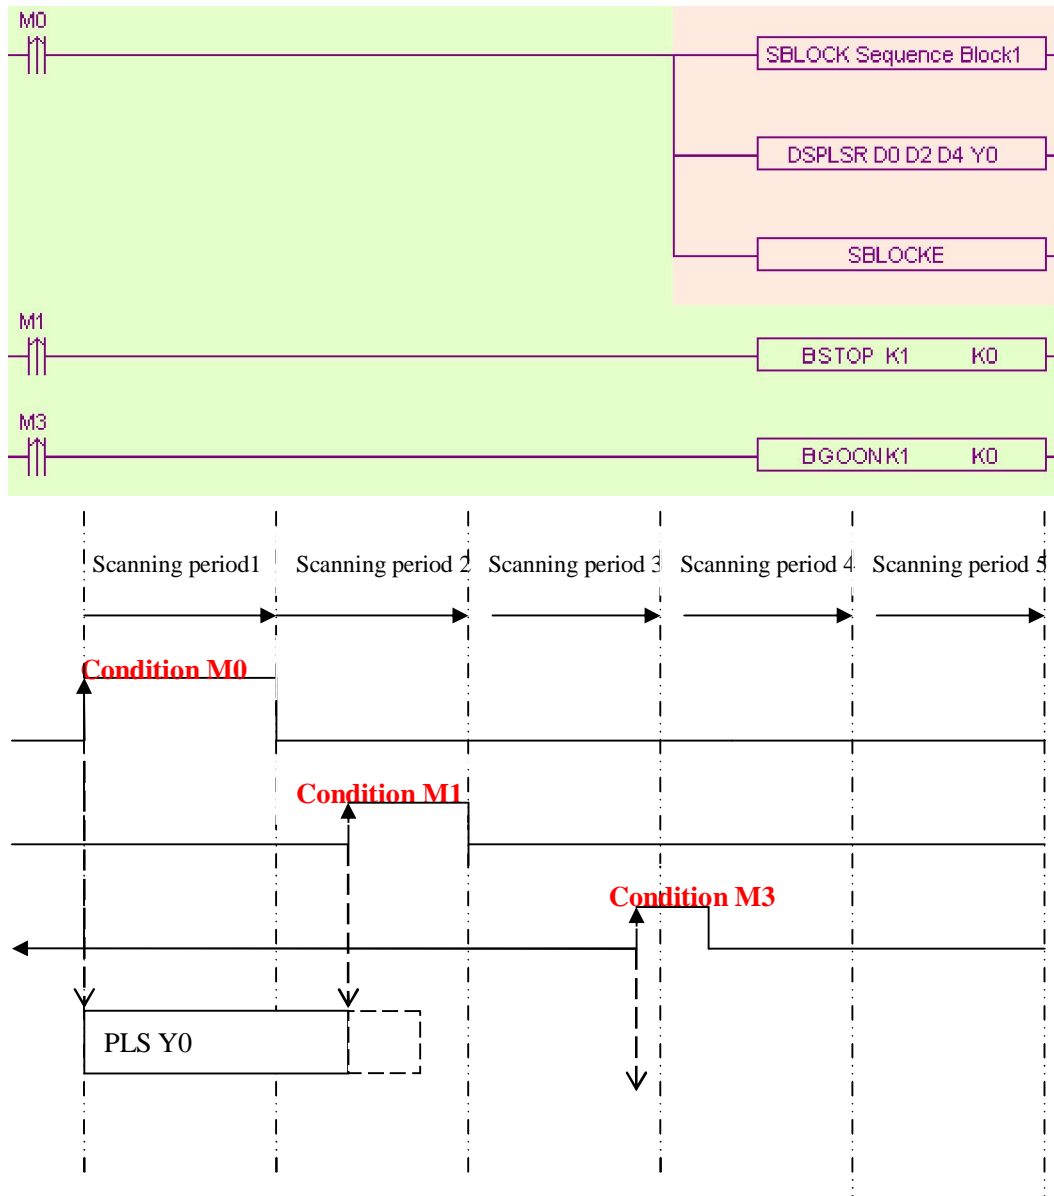 M0
SBLOCK Sequence Block1
DSPLSR D0 D2 D4 Y0
SBLOCKE
M1
BSTOP K1 K0
M3
BGOON K1 K0
Scanning period1 Scanning period 2 Scanning period 3 Scanning period 4 Scanning period 5
Condition M0
Condition M1
Condition M3
PLS Y0